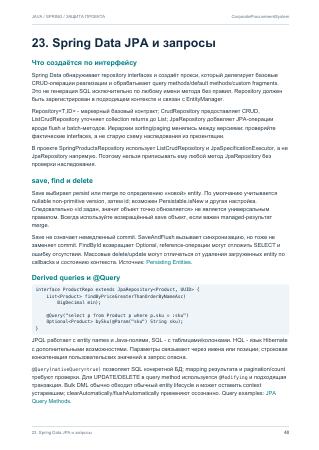 JAVA / SPRING / ЗАЩИТА ПРОЕКТА
CorporateProcurementSystem
23. Spring Data JPA и запросы
Что создаётся по интерфейсу
Spring Data обнаруживает repository interfaces и создаёт прокси, который делегирует базовые
CRUD-операции реализации и обрабатывает query methods/default methods/custom fragments.
Это не генерация SQL исключительно по любому имени метода без правил. Repository должен
быть зарегистрирован в подходящем контексте и связан с EntityManager.
Repository<T,ID> - маркерный базовый контракт; CrudRepository предоставляет CRUD,
ListCrudRepository уточняет collection returns до List; JpaRepository добавляет JPA-операции
вроде flush и batch-методов. Иерархии sorting/paging менялись между версиями: проверяйте
фактические interfaces, а не старую схему наследования из презентации.
В проекте SpringProductsRepository использует ListCrudRepository и JpaSpecificationExecutor, а не
JpaRepository напрямую. Поэтому нельзя приписывать ему любой метод JpaRepository без
проверки наследования.
save, find и delete
Save выбирает persist или merge по определению «новой» entity. По умолчанию учитывается
nullable non-primitive version, затем id; возможен Persistable.isNew и другая настройка.
Следовательно «id задан, значит объект точно обновляется» не является универсальным
правилом. Всегда используйте возвращённый save объект, если важен managed-результат
merge.
Save не означает немедленный commit. SaveAndFlush вызывает синхронизацию, но тоже не
заменяет commit. FindById возвращает Optional, reference-операции могут отложить SELECT и
ошибку отсутствия. Массовые delete/update могут отличаться от удаления загруженных entity по
callbacks и состоянию контекста. Источник: Persisting Entities.
Derived queries и @Query
interface ProductRepo extends JpaRepository<Product, UUID> {
List<Product> findByPriceGreaterThanOrderByNameAsc(
BigDecimal min);
@Query("select p from Product p where p.sku = :sku")
Optional<Product> bySku(@Param("sku") String sku);
}
JPQL работает с entity names и Java-полями, SQL - с таблицами/колонками. HQL - язык Hibernate
с дополнительными возможностями. Параметры связывают через имена или позиции; строковая
конкатенация пользовательских значений в запрос опасна.
@Query(nativeQuery=true) позволяет SQL конкретной БД; mapping результата и pagination/count
требуют проверки. Для UPDATE/DELETE в query method используется @Modifying и подходящая
транзакция. Bulk DML обычно обходит обычный entity lifecycle и может оставить context
устаревшим; clearAutomatically/flushAutomatically применяют осознанно. Query examples: JPA
Query Methods.
23. Spring Data JPA и запросы
48